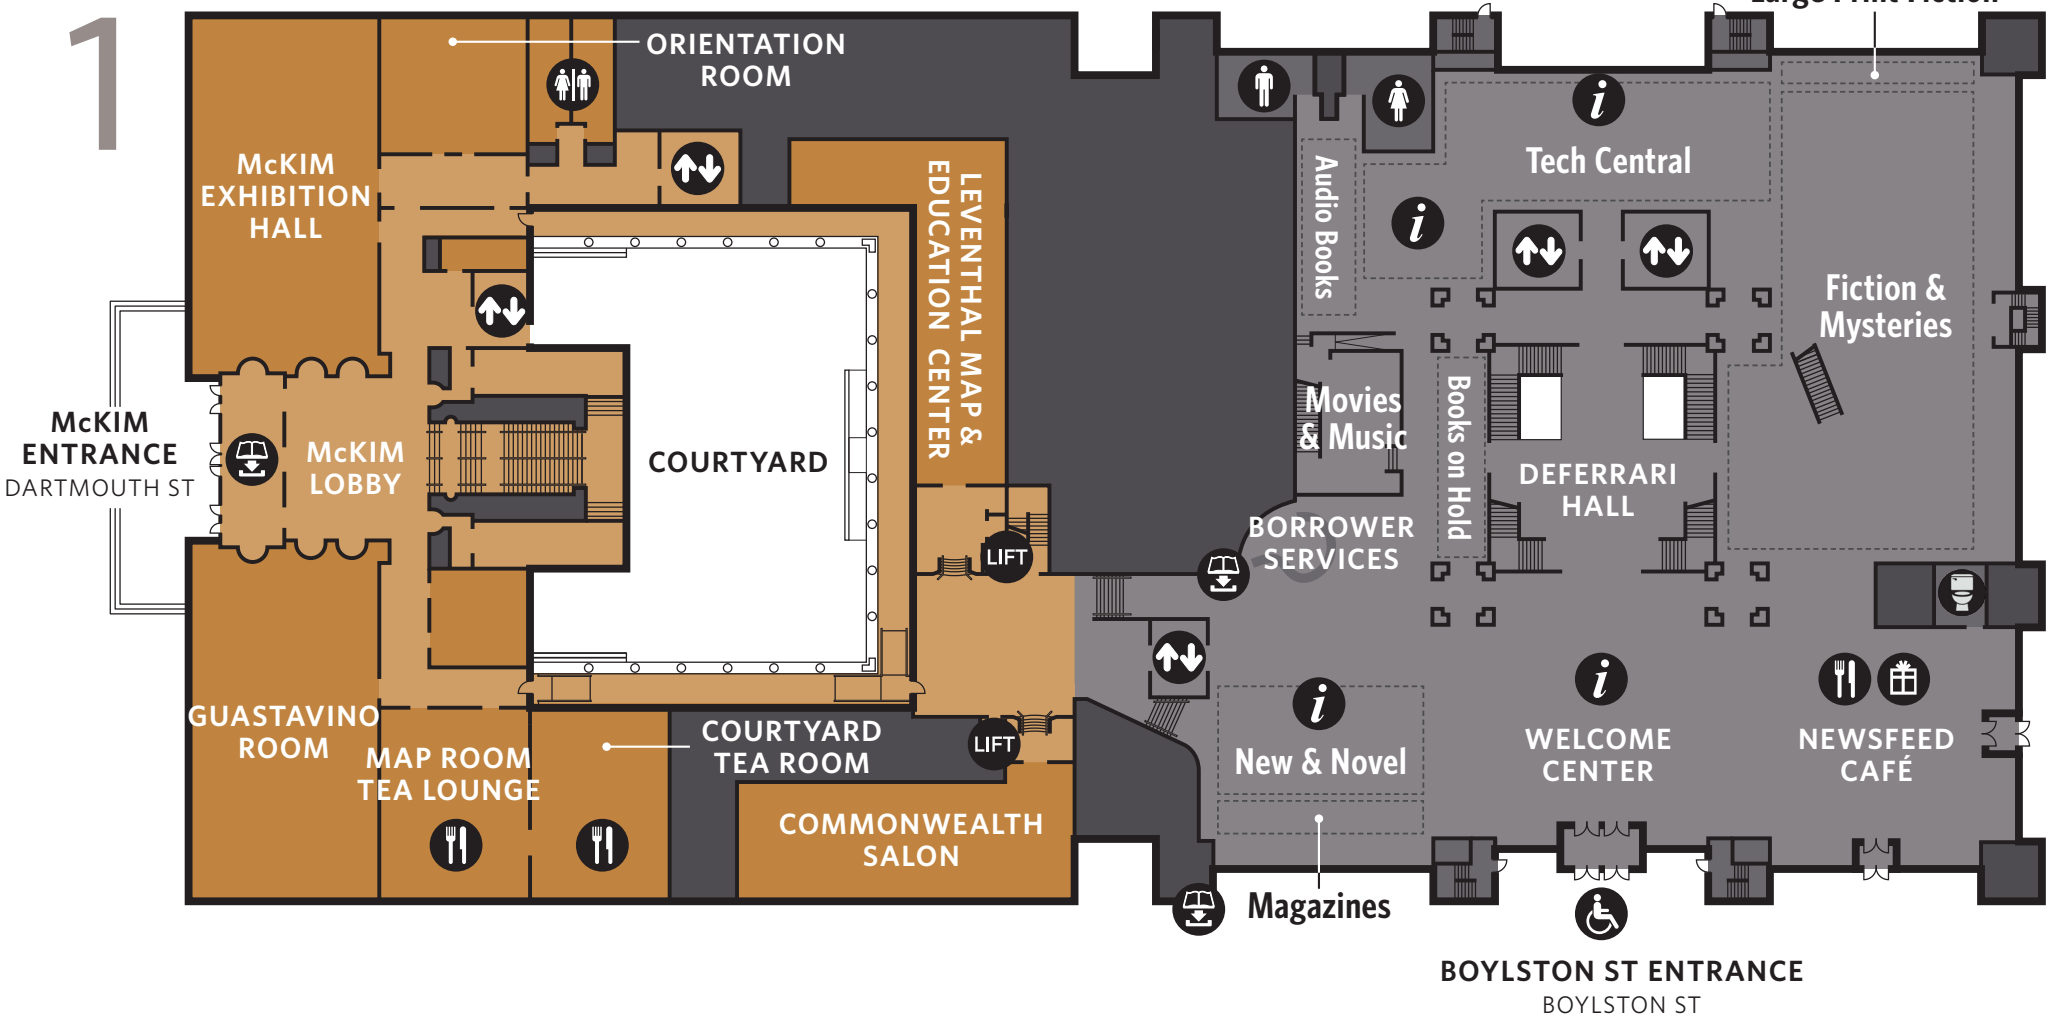 1
Large Print Fiction
ORIENTATION
ROOM
McKIM
EXHIBITION
HALL
LEVENTHAL MAP &
EDUCATION CENTER
Audio Books
Tech Central
Fiction &
Mysteries
McKIM
ENTRANCE
DARTMOUTH ST
McKIM
LOBBY
COURTYARD
Movies
& Music
Books on Hold
DEFERRARI
HALL
BORROWER
SERVICES
LIFT
GUASTAVINO
ROOM
MAP ROOM
TEA LOUNGE
COURTYARD
TEA ROOM
LIFT
COMMONWEALTH
SALON
New & Novel
WELCOME
CENTER
NEWSFEED
CAFÉ
Magazines
BOYLSTON ST ENTRANCE
BOYLSTON ST